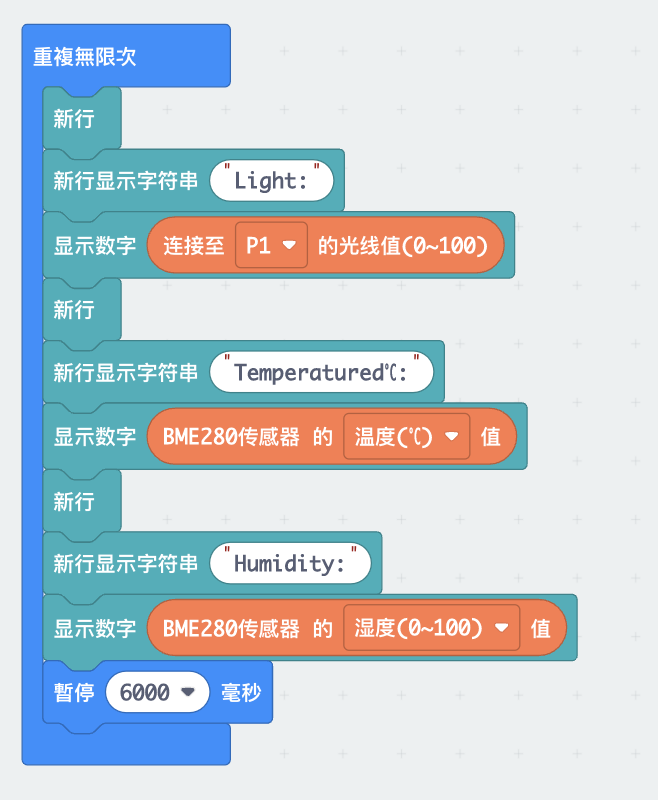 重複無限次
新行
新行显示字符串 "Light:"
显示数字 连接至 P1 的光线值(0~100)
新行
新行显示字符串 "Temperatured℃:"
显示数字 BME280传感器 的 温度(℃) 值
新行
新行显示字符串 "Humidity:"
显示数字 BME280传感器 的 湿度(0~100) 值
暫停 6000 毫秒